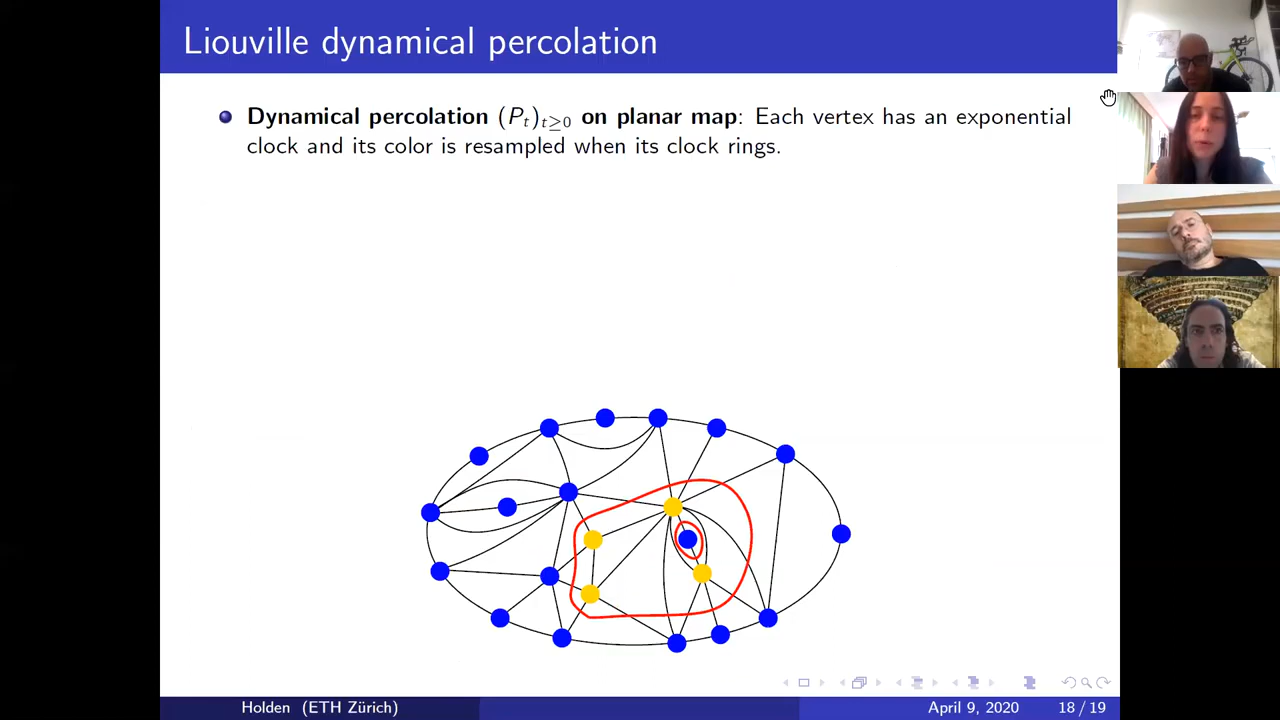 Liouville dynamical percolation
Dynamical percolation (Pₜ)ₜ≥₀ on planar map: Each vertex has an exponential
clock and its color is resampled when its clock rings.
Holden (ETH Zürich) April 9, 2020 18 / 19